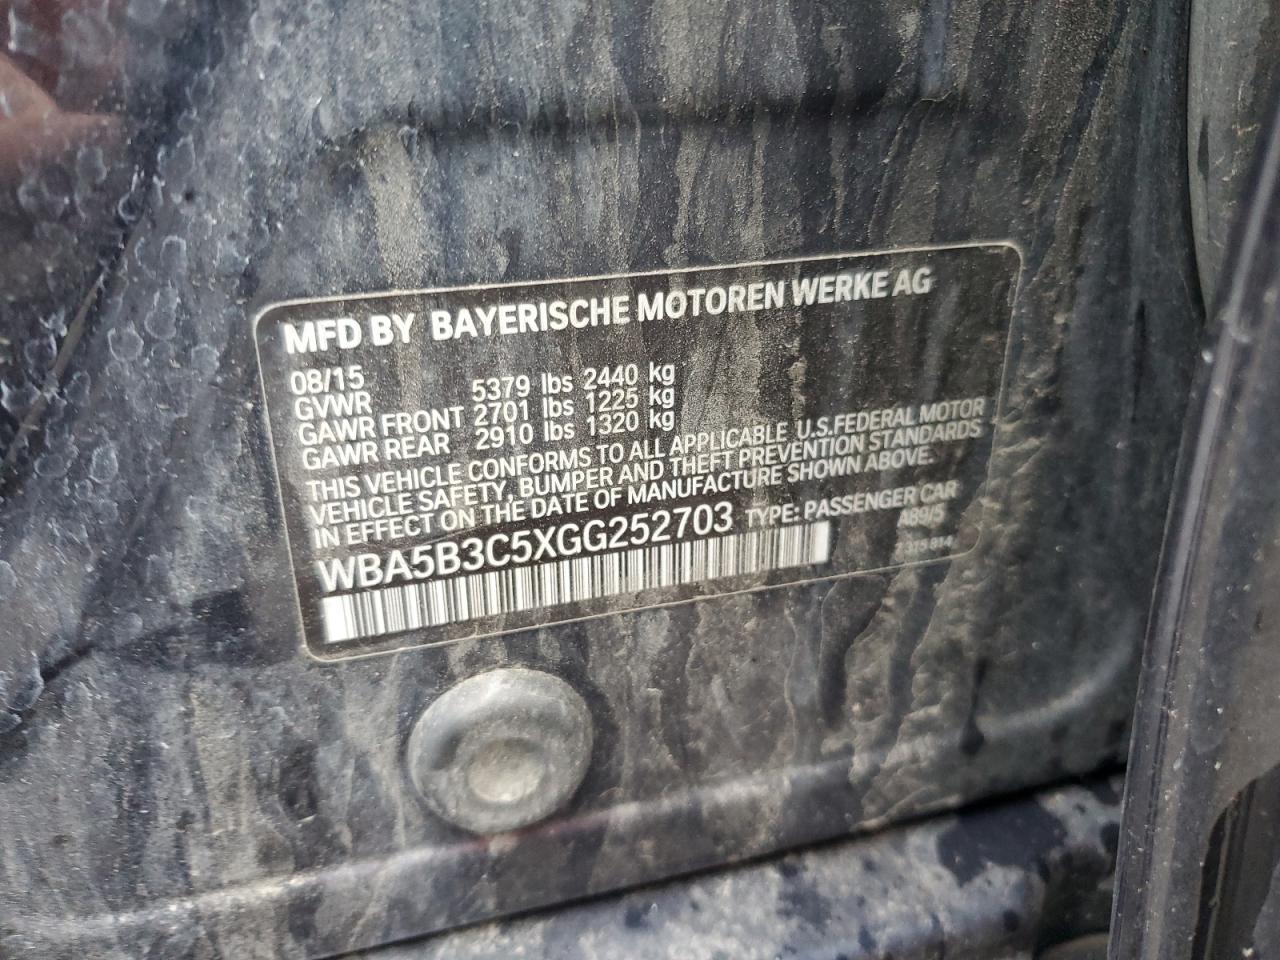 MFD BY BAYERISCHE MOTOREN WERKE AG
08/15
GVWR 5379 lbs 2440 kg
GAWR FRONT 2701 lbs 1225 kg
GAWR REAR 2910 lbs 1320 kg
THIS VEHICLE CONFORMS TO ALL APPLICABLE U.S.FEDERAL MOTOR
VEHICLE SAFETY, BUMPER AND THEFT PREVENTION STANDARDS
IN EFFECT ON THE DATE OF MANUFACTURE SHOWN ABOVE.
WBA5B3C5XGG252703 TYPE: PASSENGER CAR
A89/5